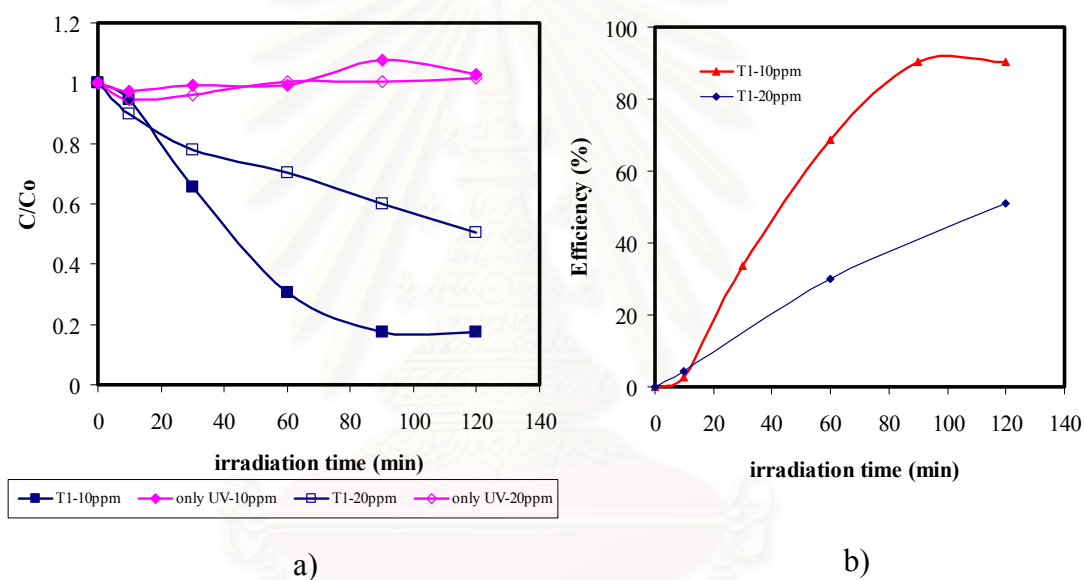 1.2
1
0.8
0.6
0.4
0.2
0
C/Co
0 20 40 60 80 100 120 140
irradiation time (min)
T1-10ppm only UV-10ppm T1-20ppm only UV-20ppm
a)
100
80
60
40
20
0
Efficiency (%)
T1-10ppm
T1-20ppm
0 20 40 60 80 100 120 140
irradiation time (min)
b)